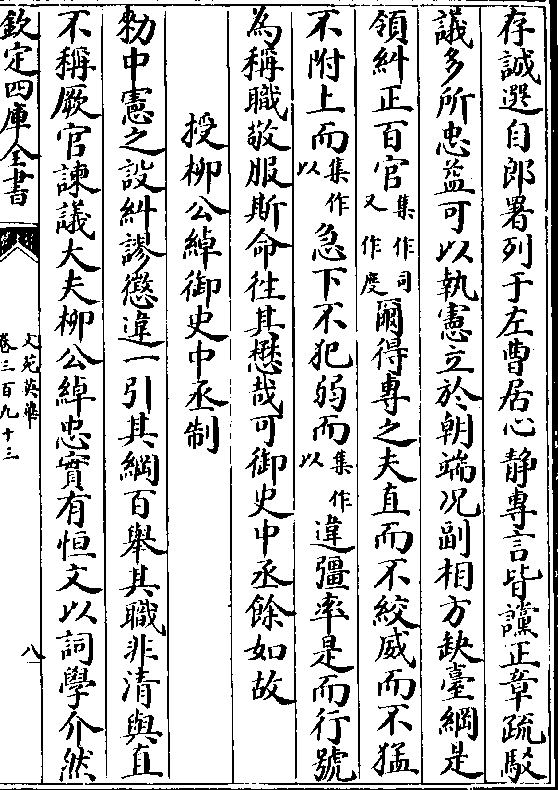 存誠選自郎署列于左曹居心静專言皆讜正章疏駮
議多所忠益可以執憲立於朝端况副相方缺臺綱是
領糾正百官集作司又作度爾得專之夫直而不絞威而不猛
不附上而集作以急下不犯弱而集作以違彊率是而行號
為稱職敬服斯命往其懋哉可御史中丞餘如故
授柳公綽御史中丞制
勑中憲之設糾謬懲違一引其綱百舉其職非清與直
不稱厥官諫議大夫柳公綽忠實有恒文以詞學介然
欽定四庫全書
文苑英華
卷三百九十三
八